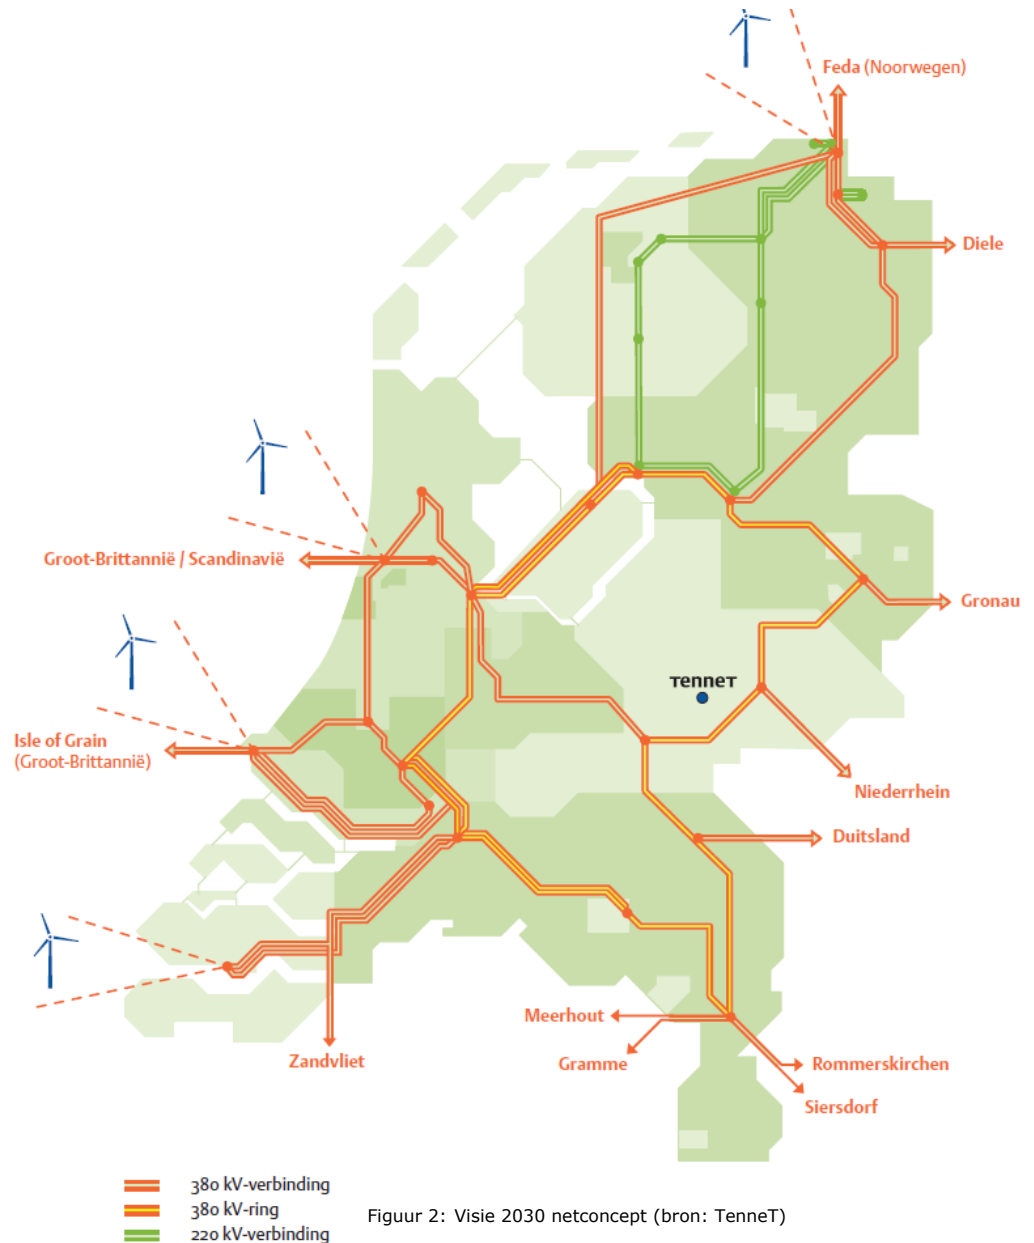 Feda (Noorwegen)
Diele
Groot-Brittannië / Scandinavië
Gronau
TenneT
Isle of Grain
(Groot-Brittannië)
Niederrhein
Duitsland
Meerhout
Gramme
Zandvliet
Rommerskirchen
Siersdorf
380 kV-verbinding
380 kV-ring
220 kV-verbinding
Figuur 2: Visie 2030 netconcept (bron: TenneT)